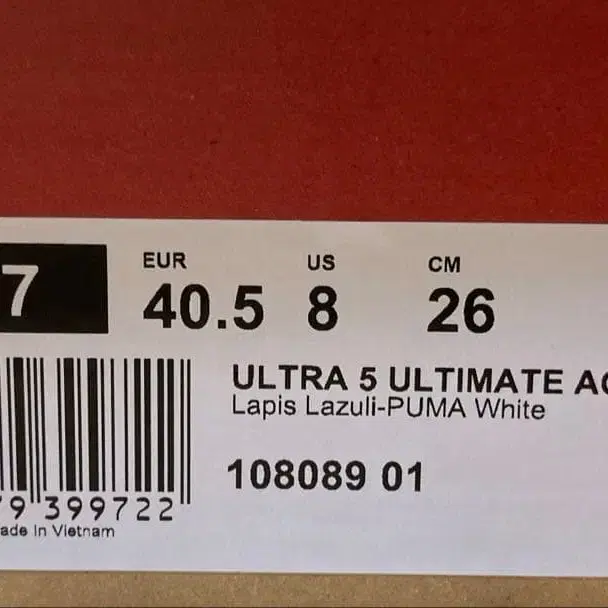 7
EUR US CM
40.5 8 26
ULTRA 5 ULTIMATE
Lapis Lazuli-PUMA White
108089 01
9 399722
ade In Vietnam